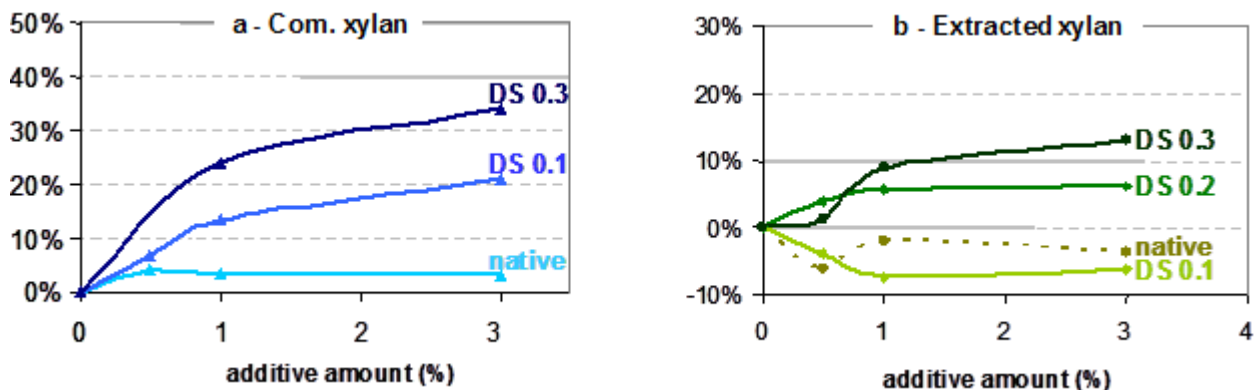 a - Com. xylan
50%
40%
30%
20%
10%
0%
DS 0.3
DS 0.1
native
0 1 2 3
additive amount (%)
b - Extracted xylan
30%
20%
10%
0%
-10%
DS 0.3
DS 0.2
native
DS 0.1
0 1 2 3 4
additive amount (%)